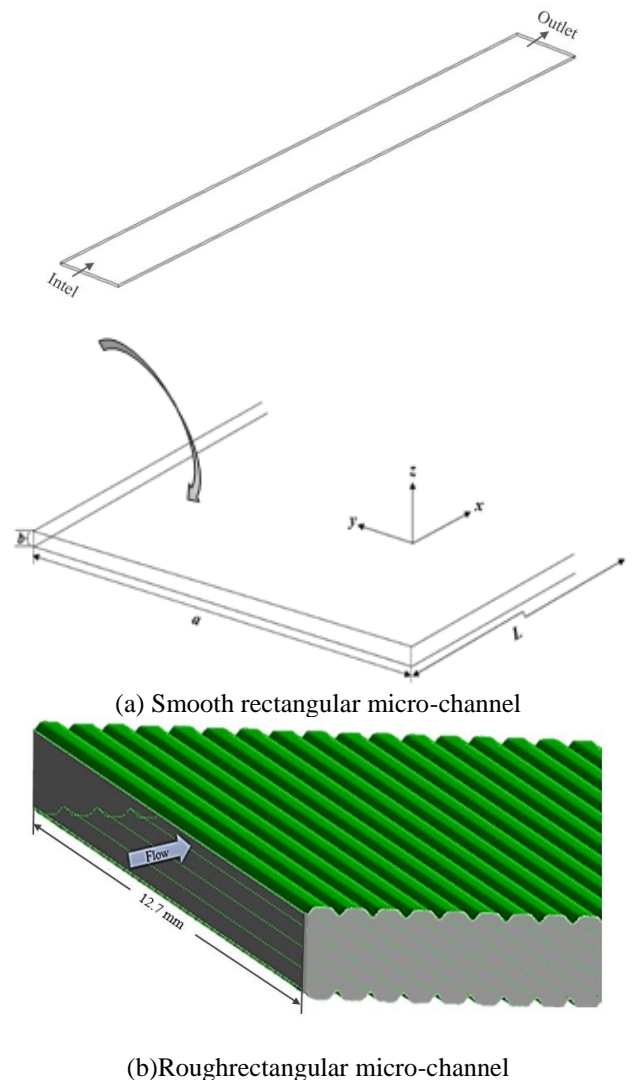 Outlet
Intel
z
y
x
b
a
L
(a) Smooth rectangular micro-channel
Flow
12.7 mm
(b)Roughrectangular micro-channel